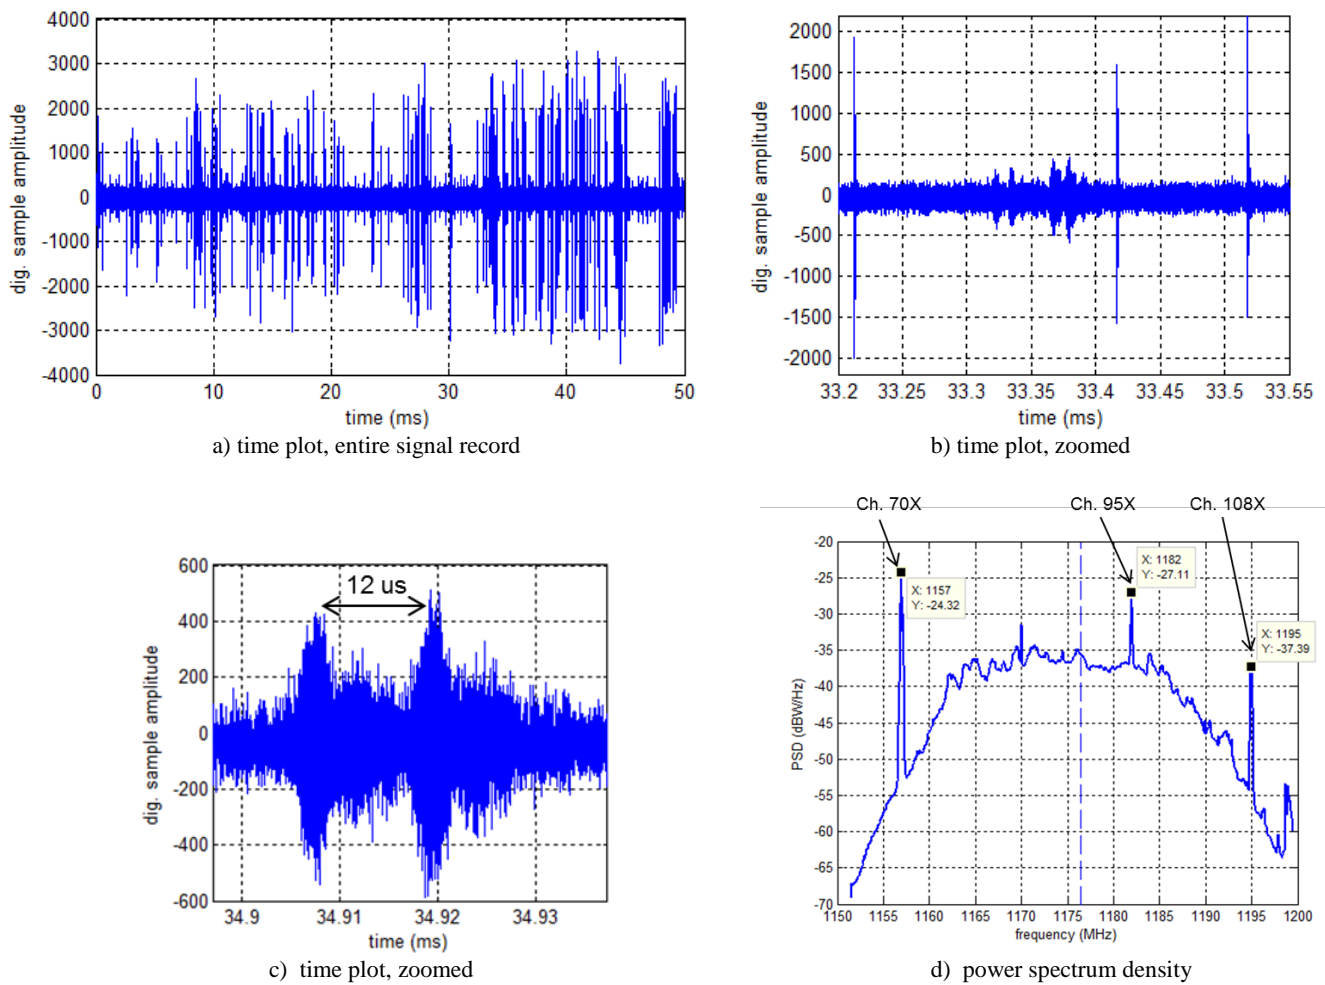 4000
3000
2000
1000
0
-1000
-2000
-3000
-4000
dig. sample amplitude
0 10 20 30 40 50
time (ms)
a) time plot, entire signal record
2000
1500
1000
500
0
-500
-1000
-1500
-2000
dig. sample amplitude
33.2 33.25 33.3 33.35 33.4 33.45 33.5 33.55
time (ms)
b) time plot, zoomed
600
400
200
0
-200
-400
-600
dig. sample amplitude
12 us
34.9 34.91 34.92 34.93
time (ms)
c) time plot, zoomed
Ch. 70X Ch. 95X Ch. 108X
-20
-25
-30
-35
-40
-45
-50
-55
-60
-65
-70
PSD (dBW/Hz)
X: 1157
Y: -24.32
X: 1182
Y: -27.11
X: 1195
Y: -37.39
1150 1155 1160 1165 1170 1175 1180 1185 1190 1195 1200
frequency (MHz)
d) power spectrum density